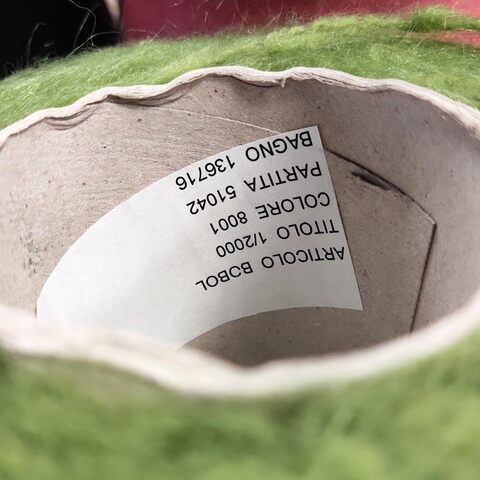 ARTICOLO BOBOL
TITOLO 1/2000
COLORE 8001
PARTITA 51042
BAGNO 136716